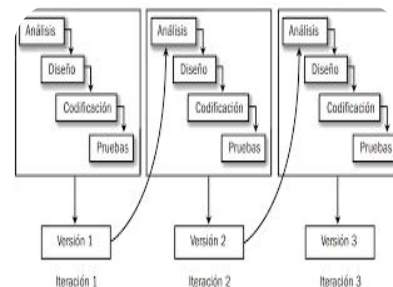 Análisis
Diseño
Codificación
Pruebas
Versión 1
Iteración 1
Análisis
Diseño
Codificación
Pruebas
Versión 2
Iteración 2
Análisis
Diseño
Codificación
Pruebas
Versión 3
Iteración 3